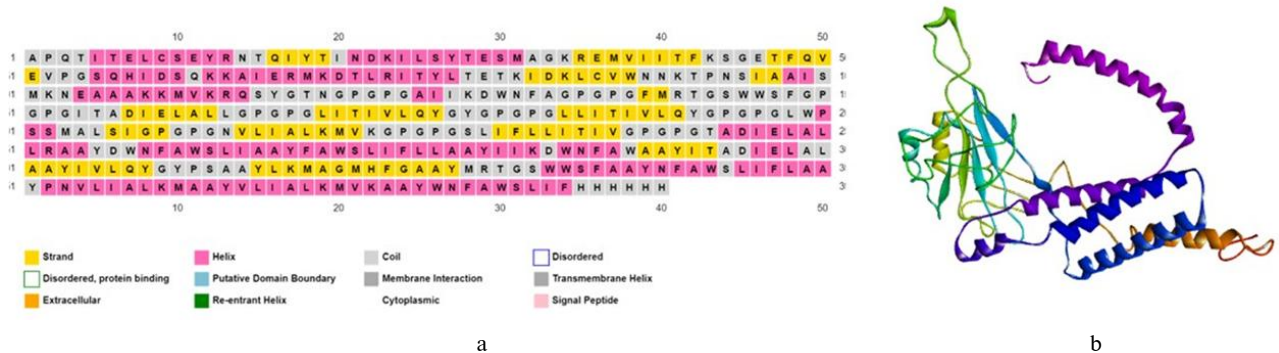 10 20 30 40 50
1 A P Q T I T E L C S E Y R N T Q I Y T I N D K I L S Y T E S M A G K R E M V I I T F K S G E T F Q V
E V P G S Q H I D S Q K K A I E R M K D T L R I T Y L T E T K I D K L C V W N N K T P N S I A A I S
M K N E A A A K K M V K R Q S Y G T N G P G P G A I I K D W N F A G P G P G F M R T G S W W S F G P
G P G I T A D I E L A L L G P G P G L I T I V L Q Y G Y G P G P G L L I T I V L Q Y G P G P G L W P
S S M A L S I G P G P G N V L I A L K M V K G P G P G S L I F L L I T I V G P G P G T A D I E L A L
L R A A Y D W N F A W S L I A A Y F A W S L I F L L A A Y I I K D W N F A W A A Y I T A D I E L A L
A A Y I V L Q Y G Y P S A A Y L K M A G M H F G A A Y M R T G S W W S F A A Y N F A W S L I F L A A
Y P N V L I A L K M A A Y V L I A L K M V K A A Y W N F A W S L I F H H H H H H
10 20 30 40 50
Strand Helix Coil Disordered
Disordered, protein binding Putative Domain Boundary Membrane Interaction Transmembrane Helix
Extracellular Re-entrant Helix Cytoplasmic Signal Peptide
a b